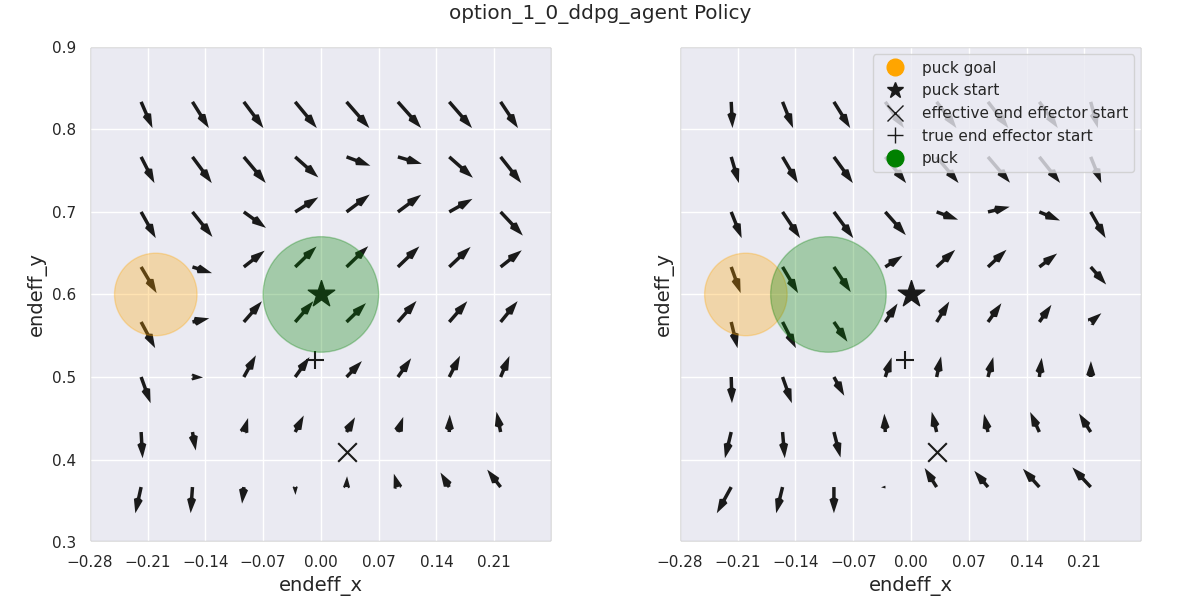 option_1_0_ddpg_agent Policy
endeff_y
0.9
0.8
0.7
0.6
0.5
0.4
0.3
−0.28 −0.21 −0.14 −0.07 0.00 0.07 0.14 0.21
endeff_x
puck goal
puck start
effective end effector start
true end effector start
puck
endeff_y
−0.28 −0.21 −0.14 −0.07 0.00 0.07 0.14 0.21
endeff_x